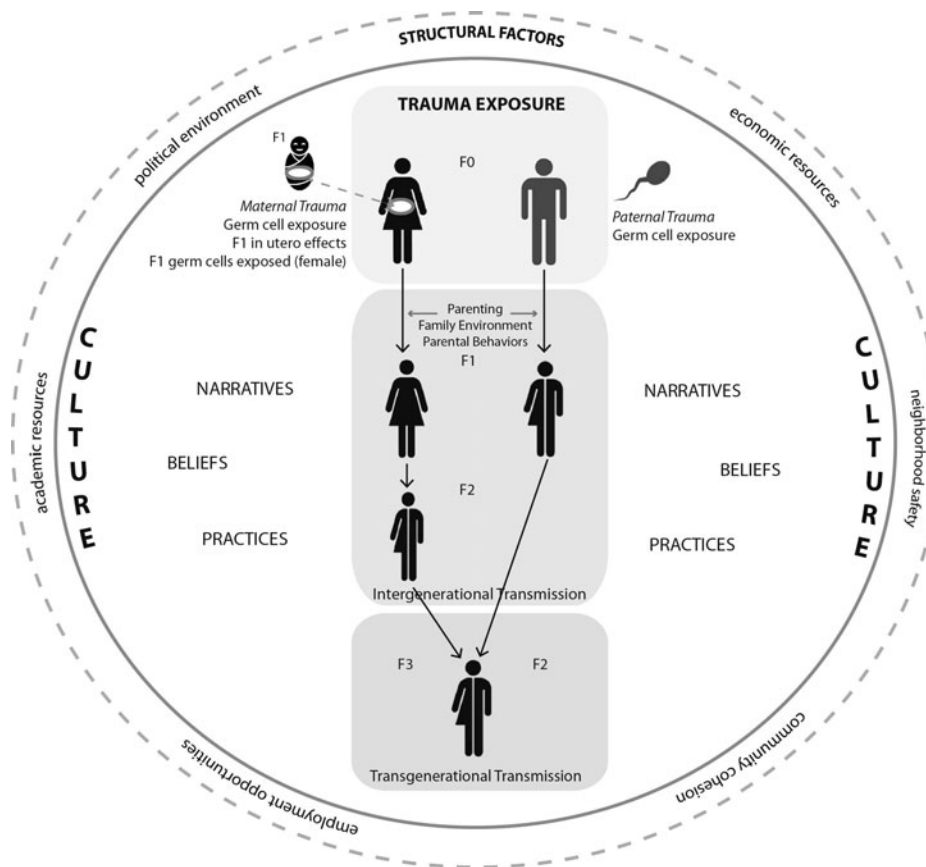 STRUCTURAL FACTORS
political environment
economic resources
TRAUMA EXPOSURE
F1
F0
Maternal Trauma
Germ cell exposure
F1 in utero effects
F1 germ cells exposed (female)
Paternal Trauma
Germ cell exposure
Parenting
Family Environment
Parental Behaviors
F1
CULTURE
CULTURE
academic resources
neighborhood safety
NARRATIVES
NARRATIVES
BELIEFS
BELIEFS
F2
PRACTICES
PRACTICES
Intergenerational Transmission
F3
F2
Transgenerational Transmission
employment opportunities
community cohesion